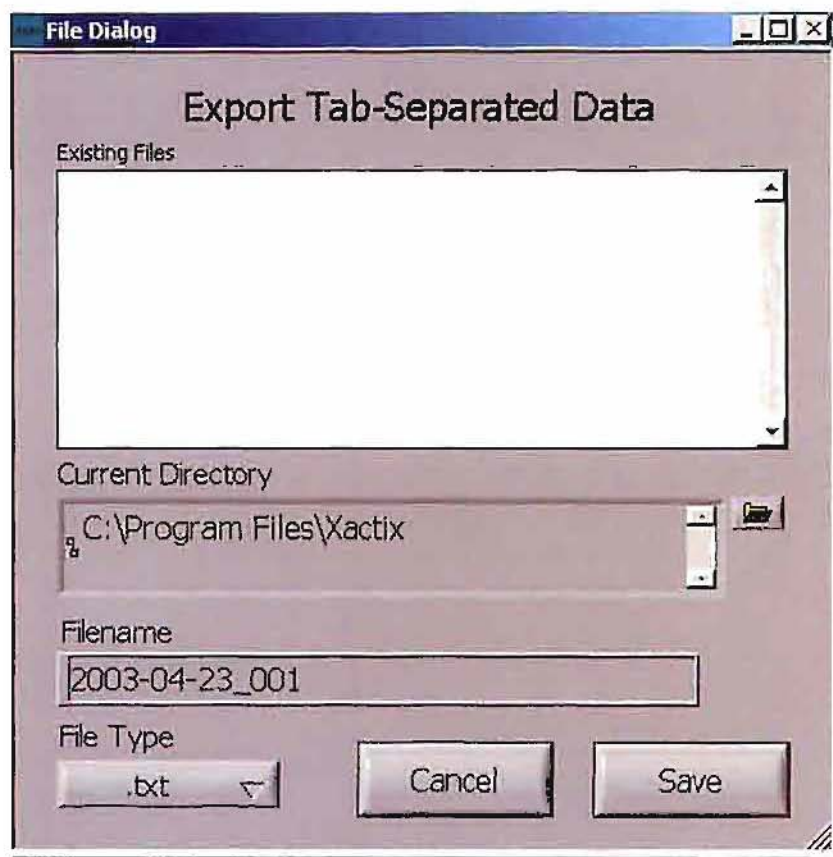 File Dialog
Export Tab-Separated Data
Existing Files
Current Directory
C:\Program Files\Xactix
Filename
2003-04-23_001
File Type
.txt
Cancel
Save